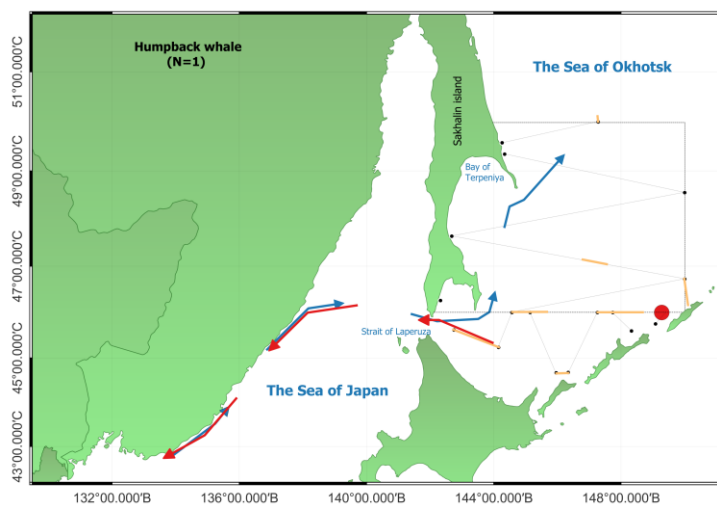 Humpback whale
(N=1)
The Sea of Okhotsk
Sakhalin island
Bay of
Terpeniya
Strait of Laperuza
The Sea of Japan
51°00.000'С
49°00.000'С
47°00.000'С
45°00.000'С
43°00.000'С
132°00.000'В
136°00.000'В
140°00.000'В
144°00.000'В
148°00.000'В